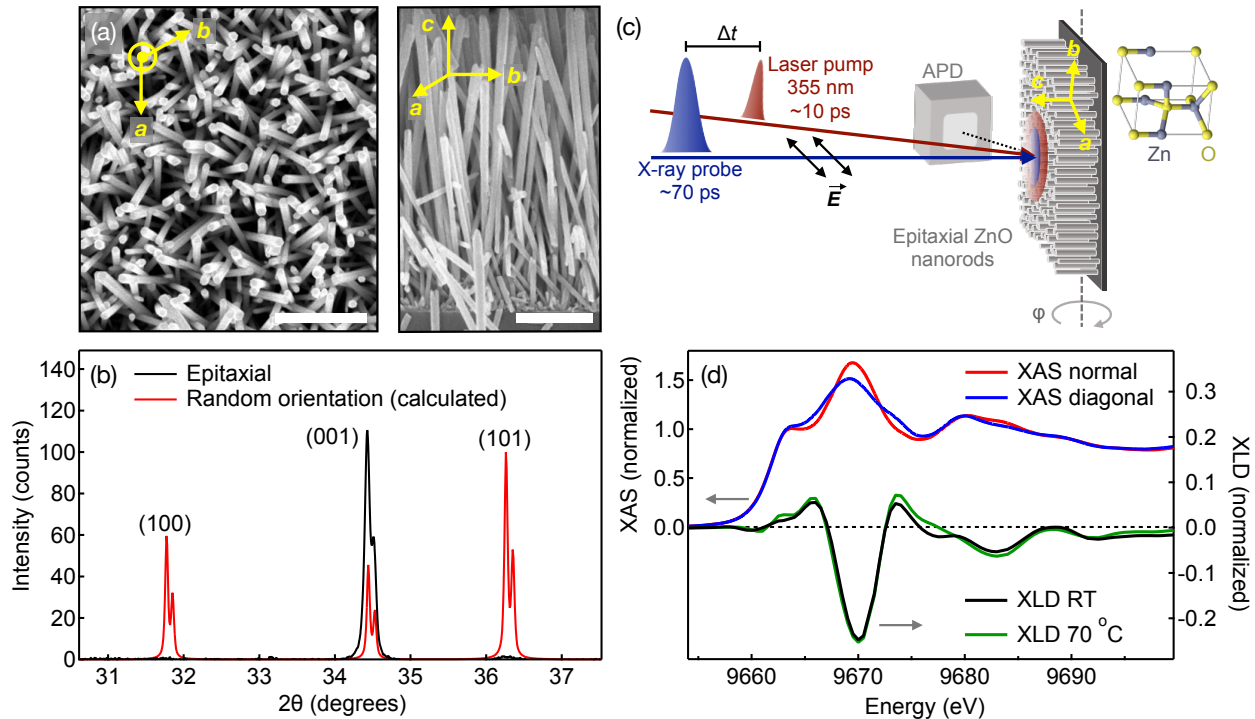 (a)
b
a
c
b
a
(c)
Δt
Laser pump
355 nm
~10 ps
APD
X-ray probe
~70 ps
E
Epitaxial ZnO
nanorods
b
c
a
φ
Zn
O
(b)
Epitaxial
Random orientation (calculated)
(100)
(001)
(101)
Intensity (counts)
140
120
100
80
60
40
20
0
31
32
33
34
35
36
37
2θ (degrees)
(d)
XAS normal
XAS diagonal
XLD RT
XLD 70 °C
XAS (normalized)
1.5
1.0
0.5
0.0
XLD (normalized)
0.3
0.2
0.1
0.0
-0.1
-0.2
9660
9670
9680
9690
Energy (eV)